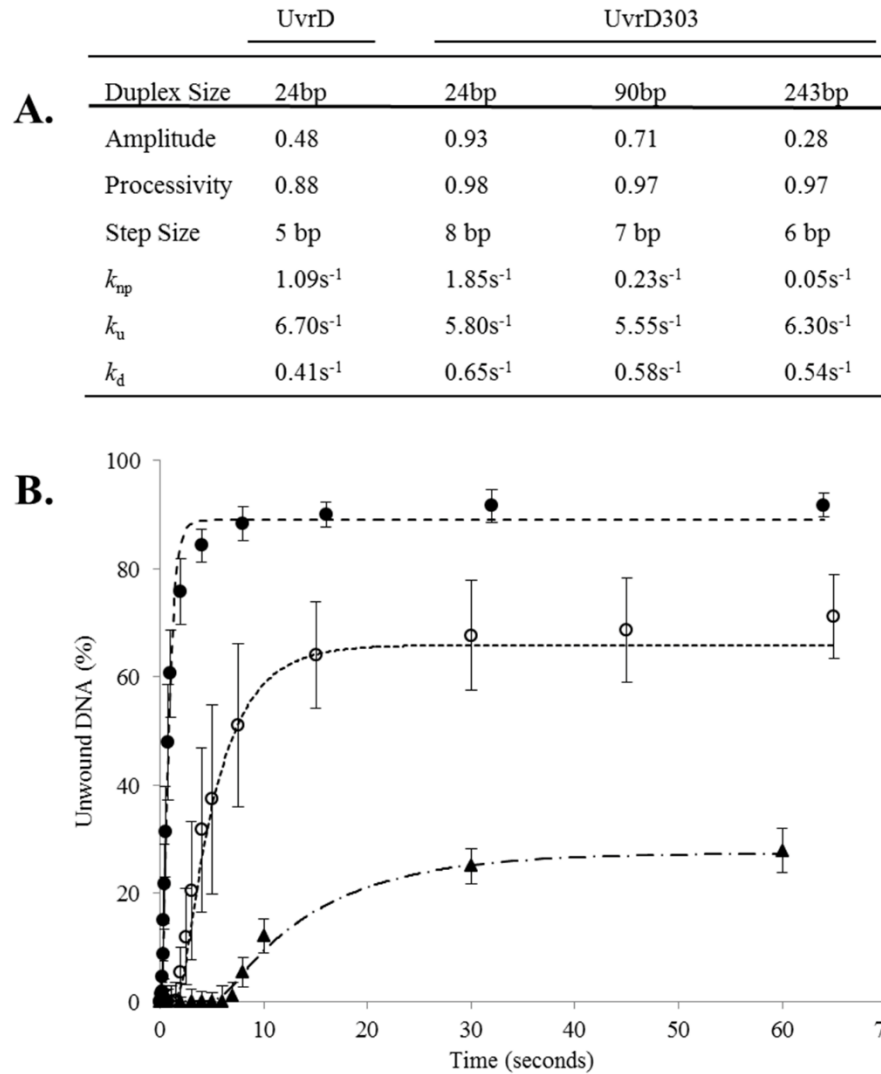 UvrD UvrD303
A.
Duplex Size 24bp 24bp 90bp 243bp
Amplitude 0.48 0.93 0.71 0.28
Processivity 0.88 0.98 0.97 0.97
Step Size 5 bp 8 bp 7 bp 6 bp
knp 1.09s-1 1.85s-1 0.23s-1 0.05s-1
ku 6.70s-1 5.80s-1 5.55s-1 6.30s-1
kd 0.41s-1 0.65s-1 0.58s-1 0.54s-1
B.
100
80
60
40
20
0
Unwound DNA (%)
0 10 20 30 40 50 60 7
Time (seconds)